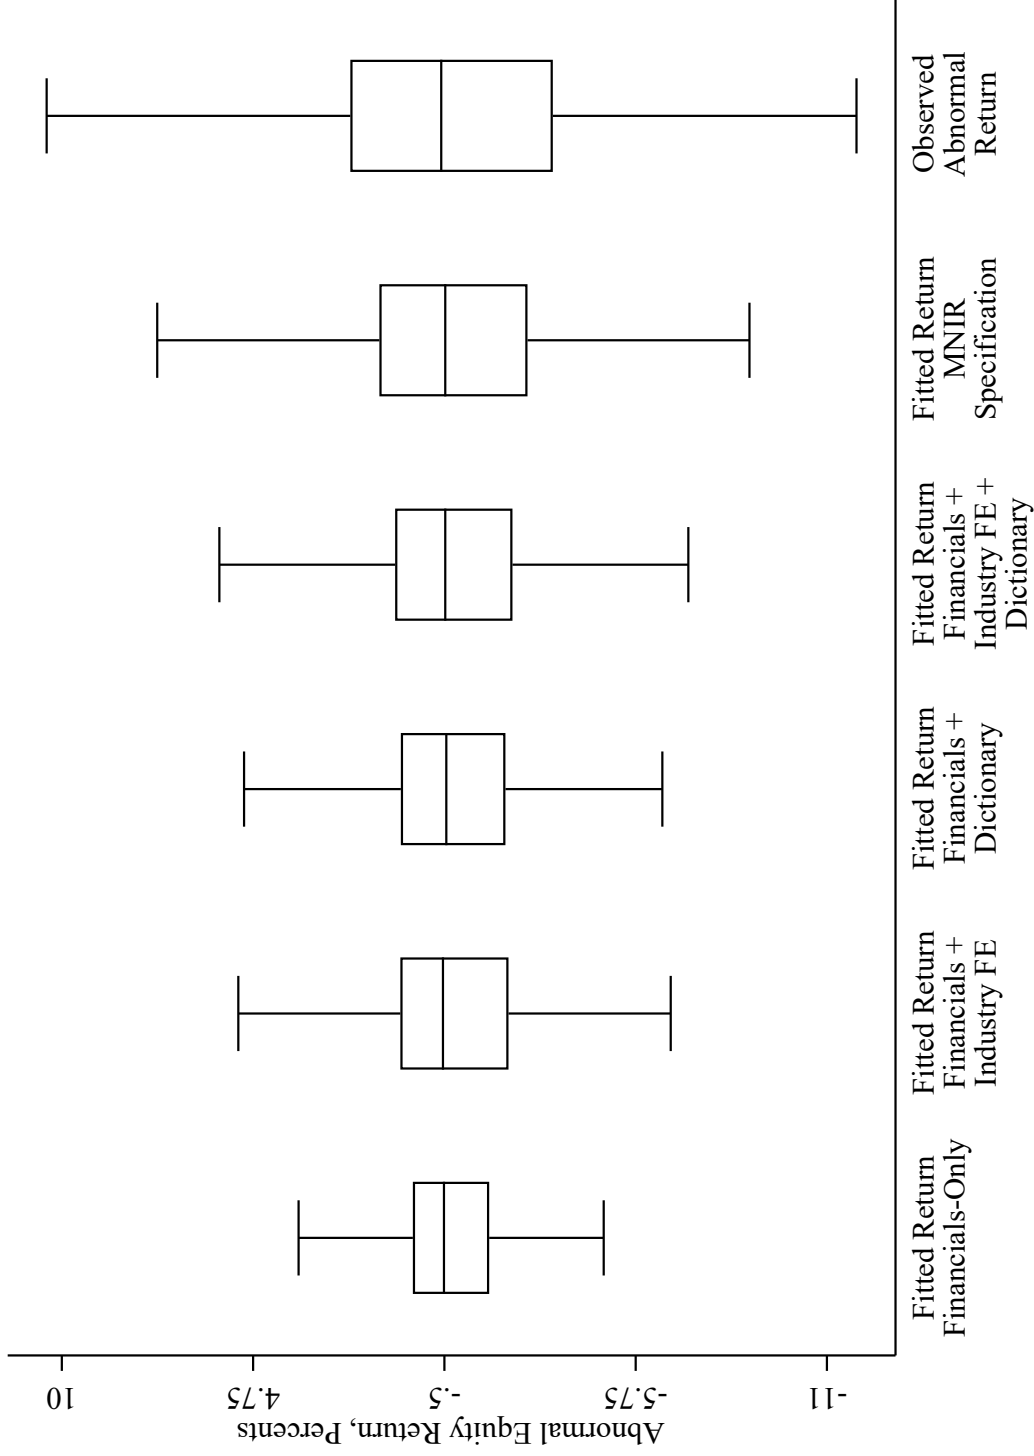 Abnormal Equity Return, Percents
10
4.75
-.5
-5.75
-11
Fitted Return
Financials-Only
Fitted Return
Financials +
Industry FE
Fitted Return
Financials +
Dictionary
Fitted Return
Financials +
Industry FE +
Dictionary
Fitted Return
MNIR
Specification
Observed
Abnormal
Return